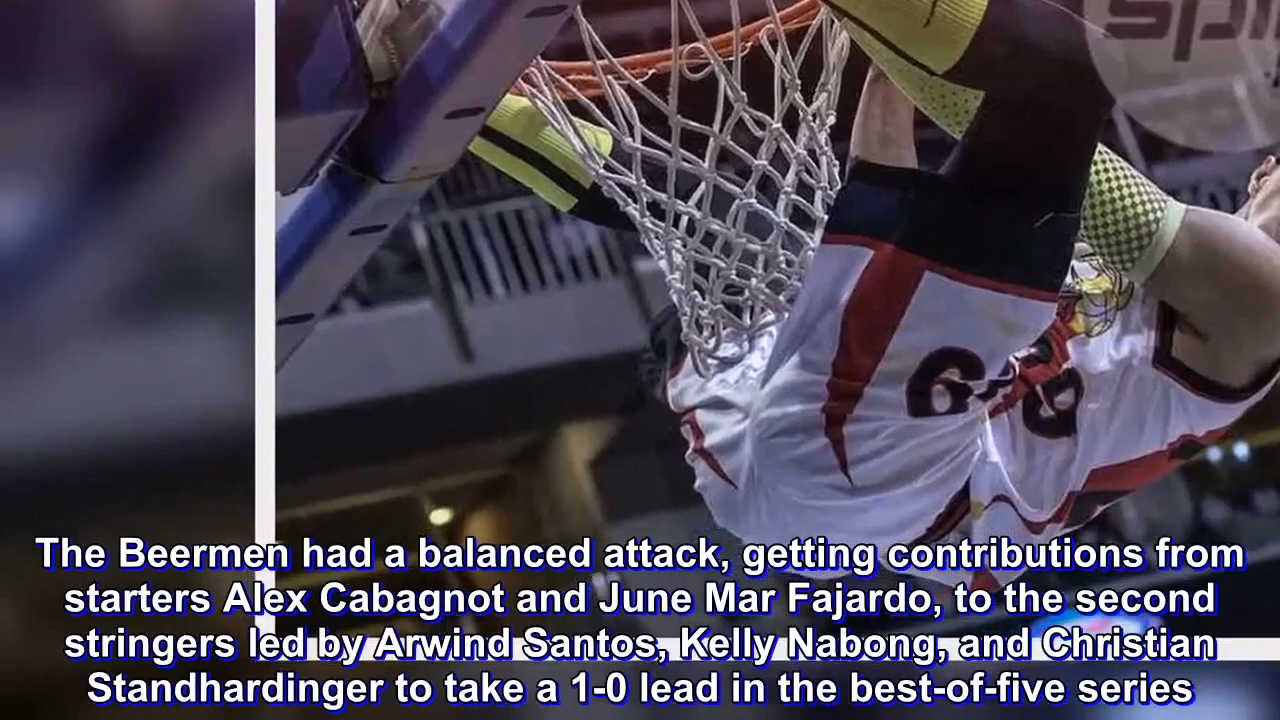 spin
The Beermen had a balanced attack, getting contributions from
starters Alex Cabagnot and June Mar Fajardo, to the second
stringers led by Arwind Santos, Kelly Nabong, and Christian
Standhardinger to take a 1-0 lead in the best-of-five series